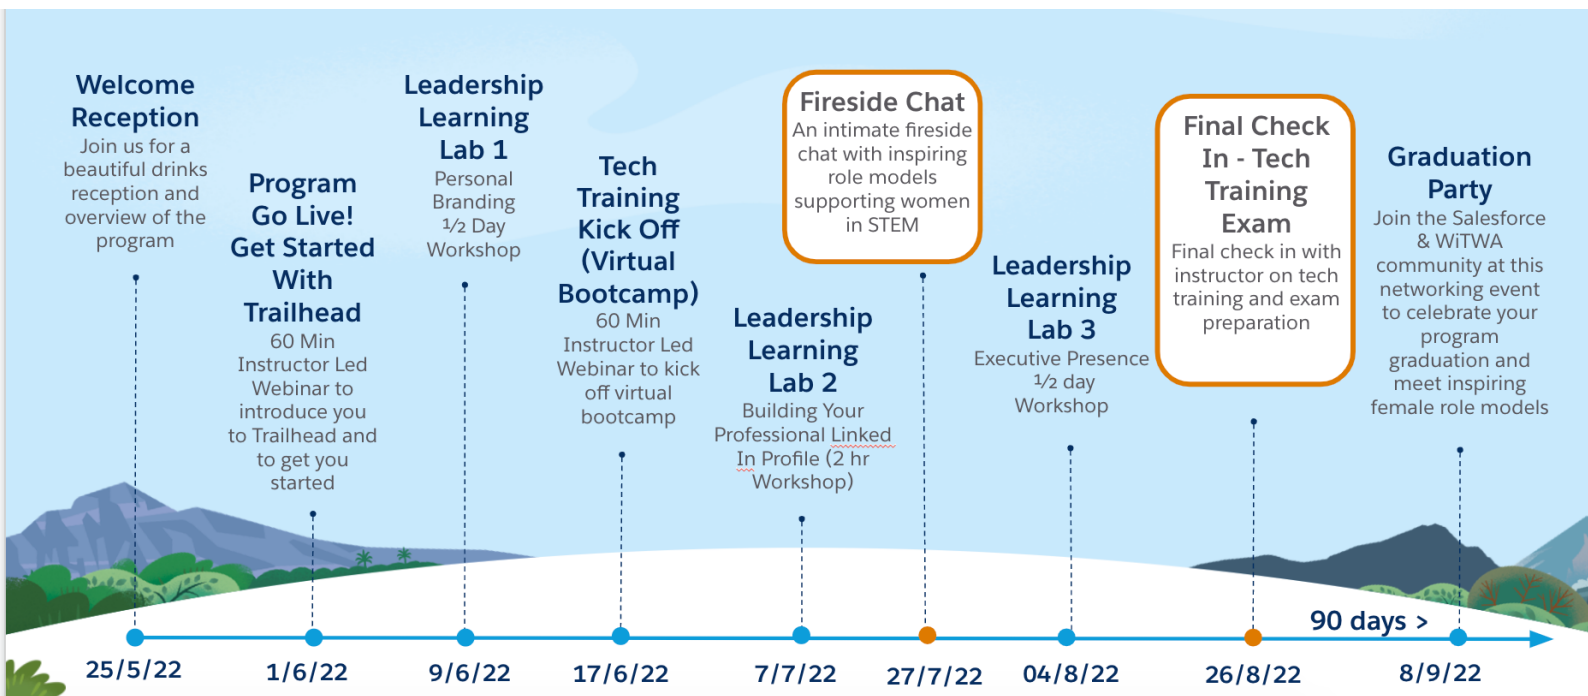 Welcome
Reception
Join us for a
beautiful drinks
reception and
overview of the
program
Program
Go Live!
Get Started
With
Trailhead
60 Min
Instructor Led
Webinar to
introduce you
to Trailhead and
to get you
started
Leadership
Learning
Lab 1
Personal
Branding
½ Day
Workshop
Tech
Training
Kick Off
(Virtual
Bootcamp)
60 Min
Instructor Led
Webinar to kick
off virtual
bootcamp
Leadership
Learning
Lab 2
Building Your
Professional Linked
In Profile (2 hr
Workshop)
Fireside Chat
An intimate fireside
chat with inspiring
role models
supporting women
in STEM
Leadership
Learning
Lab 3
Executive Presence
½ day
Workshop
Final Check
In - Tech
Training
Exam
Final check in with
instructor on tech
training and exam
preparation
Graduation
Party
Join the Salesforce
& WiTWA
community at this
networking event
to celebrate your
program
graduation and
meet inspiring
female role models
90 days >
25/5/22
1/6/22
9/6/22
17/6/22
7/7/22
27/7/22
04/8/22
26/8/22
8/9/22